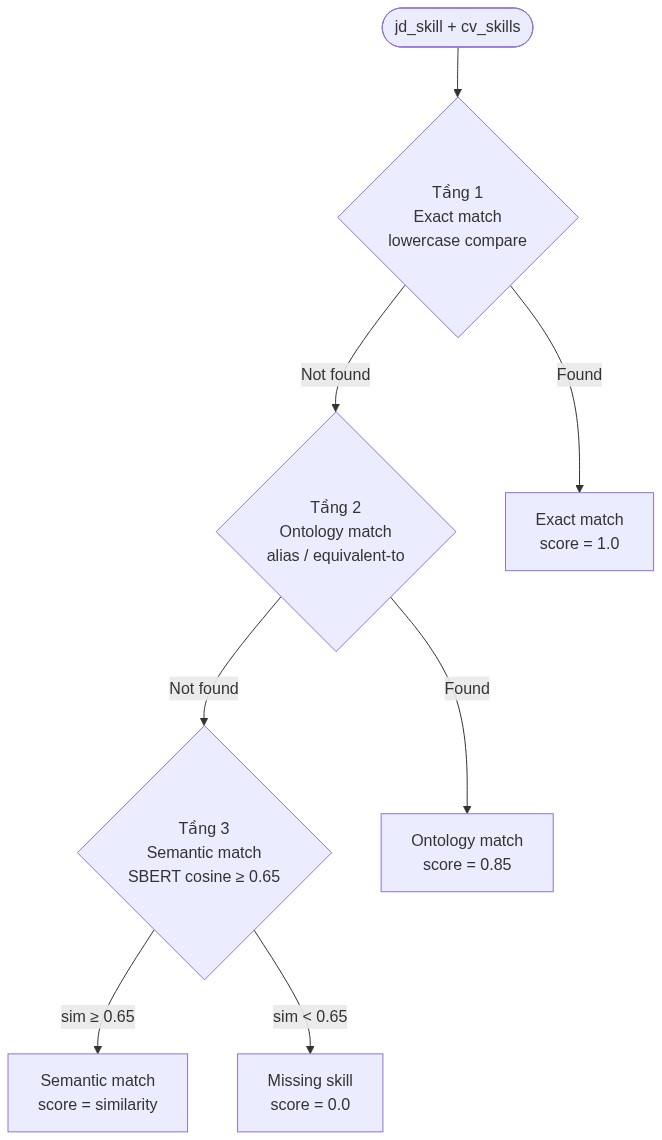 jd_skill + cv_skills
Tầng 1
Exact match
lowercase compare
Not found
Found
Tầng 2
Ontology match
alias / equivalent-to
Exact match
score = 1.0
Not found
Found
Tầng 3
Semantic match
SBERT cosine ≥ 0.65
Ontology match
score = 0.85
sim ≥ 0.65
sim < 0.65
Semantic match
score = similarity
Missing skill
score = 0.0